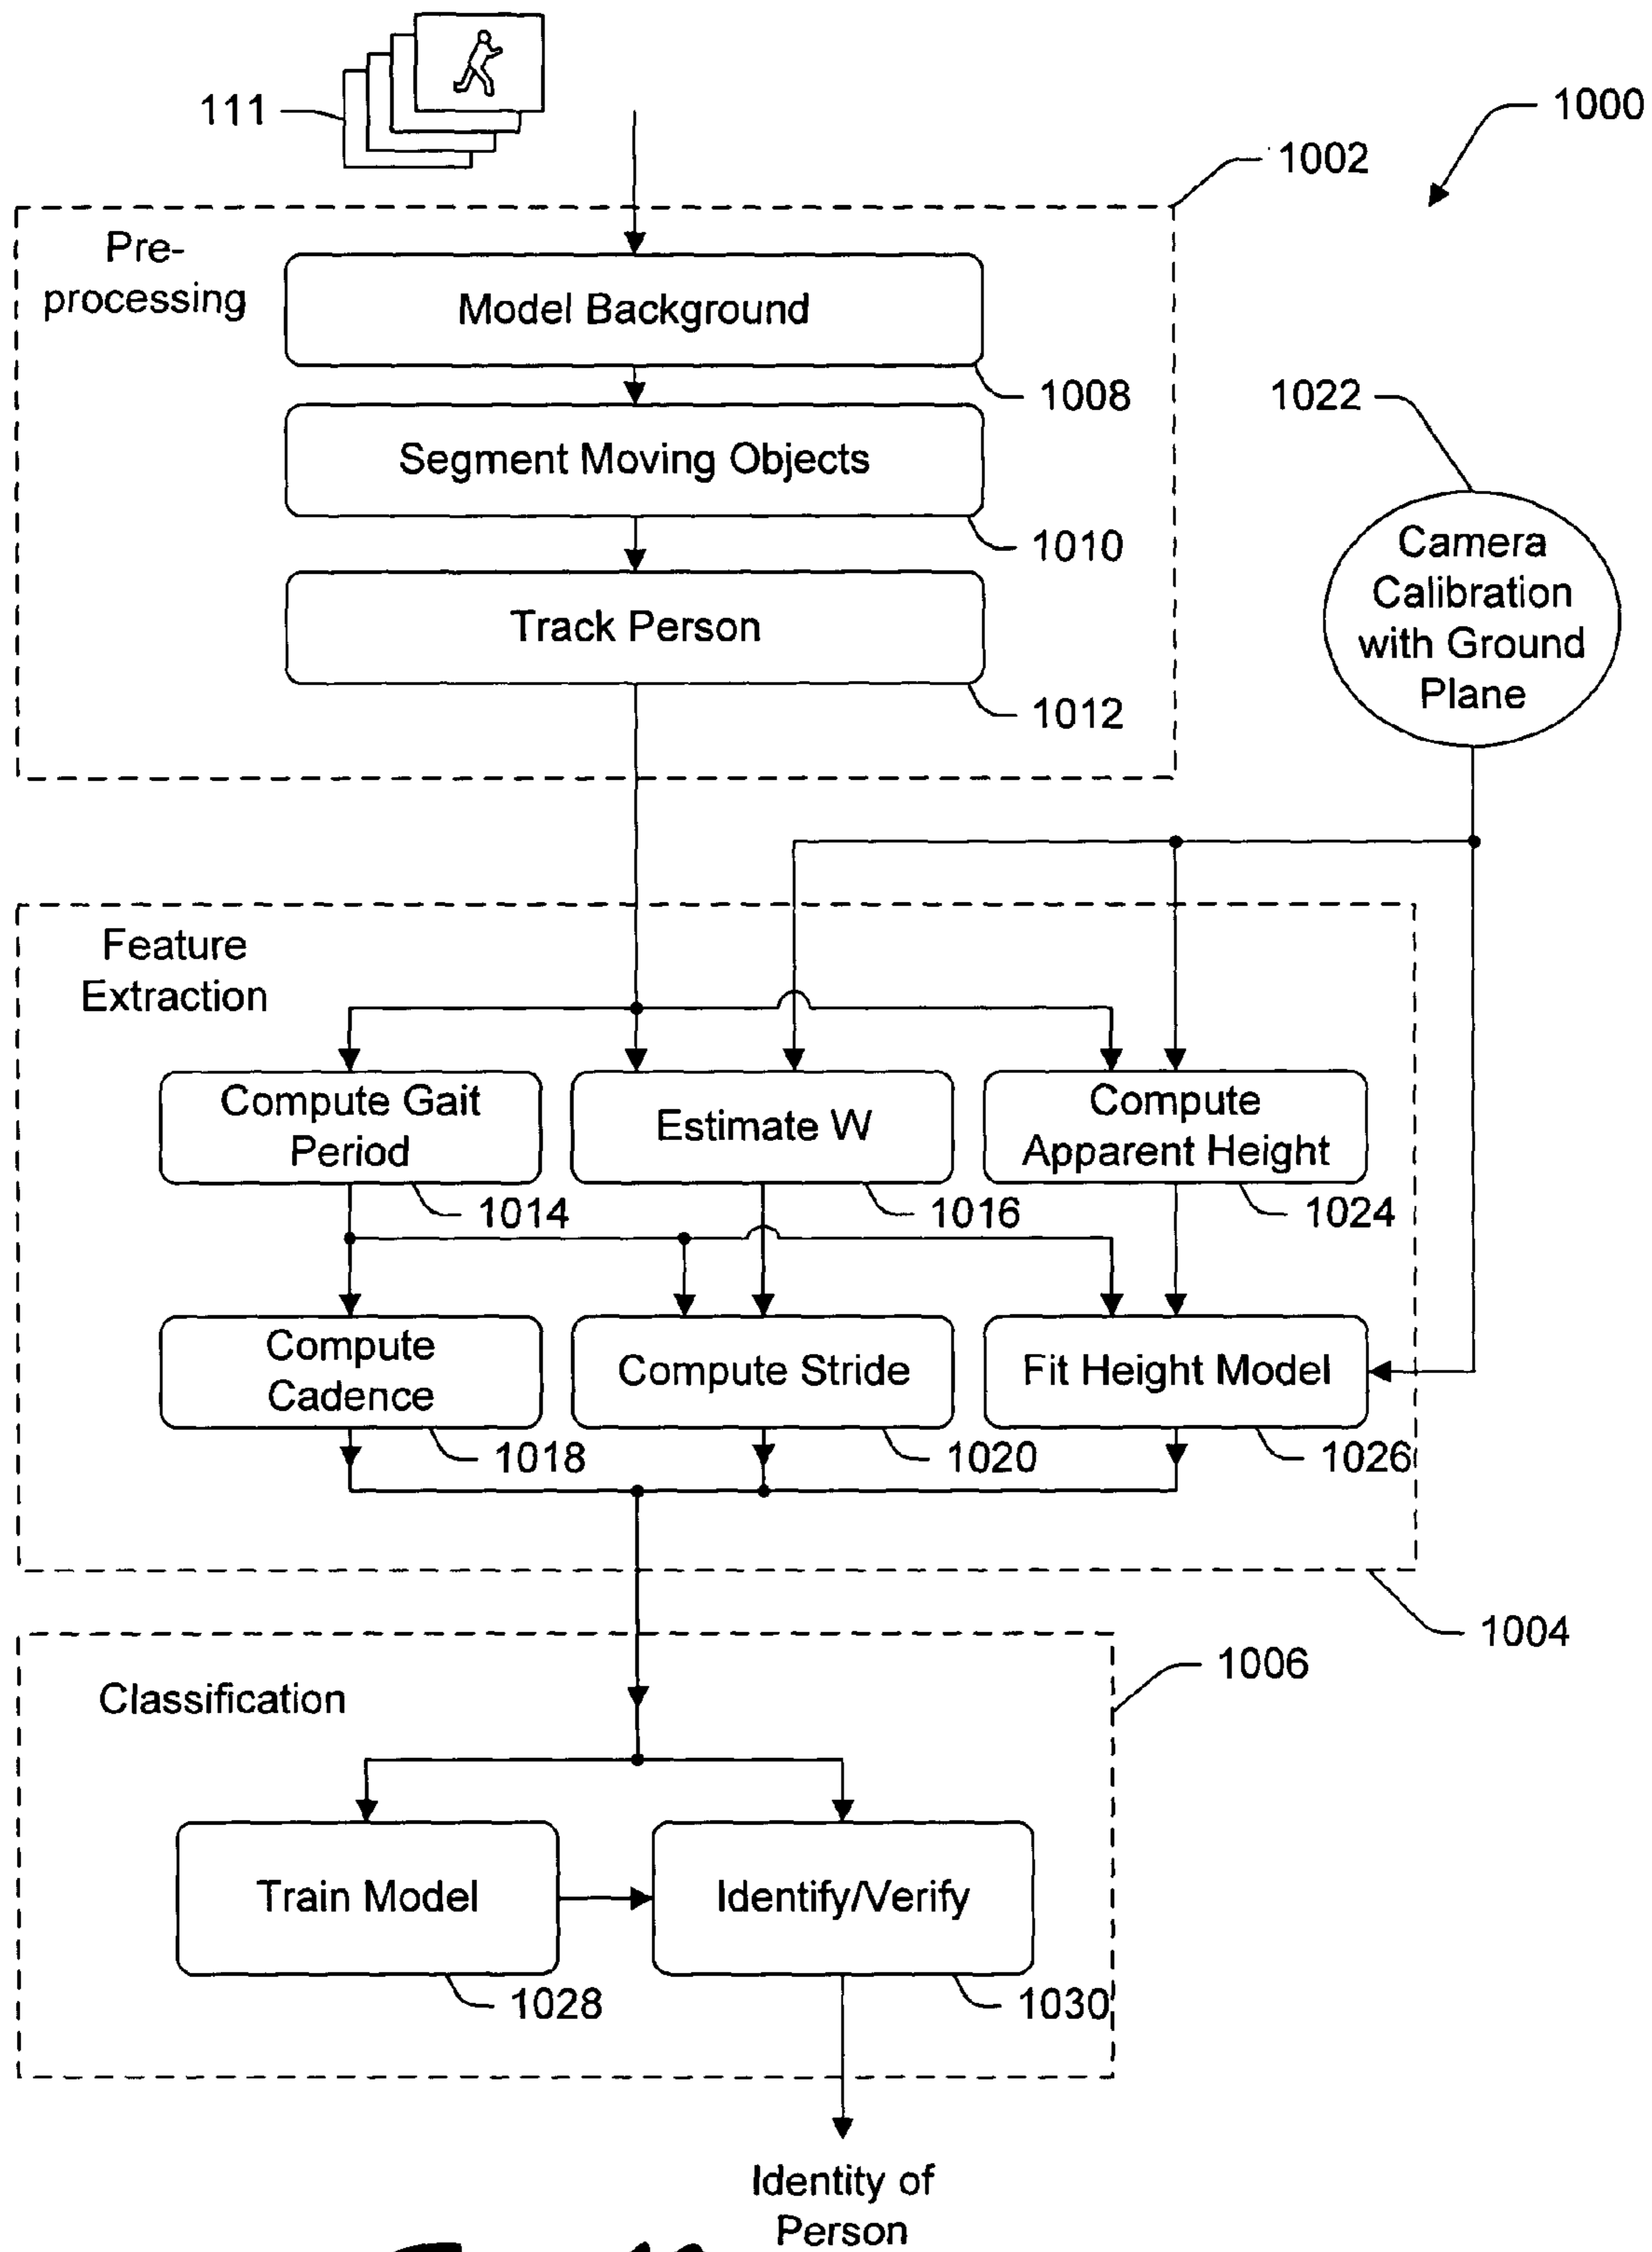 111
1000
1002
Pre-
processing
Model Background
1008
1022
Segment Moving Objects
1010
Camera
Calibration
with Ground
Plane
Track Person
1012
Feature
Extraction
Compute Gait
Period
Estimate W
Compute
Apparent Height
1014
1016
1024
Compute
Cadence
Compute Stride
Fit Height Model
1018
1020
1026
1004
1006
Classification
Train Model
Identify/Verify
1028
1030
Identity of
Person